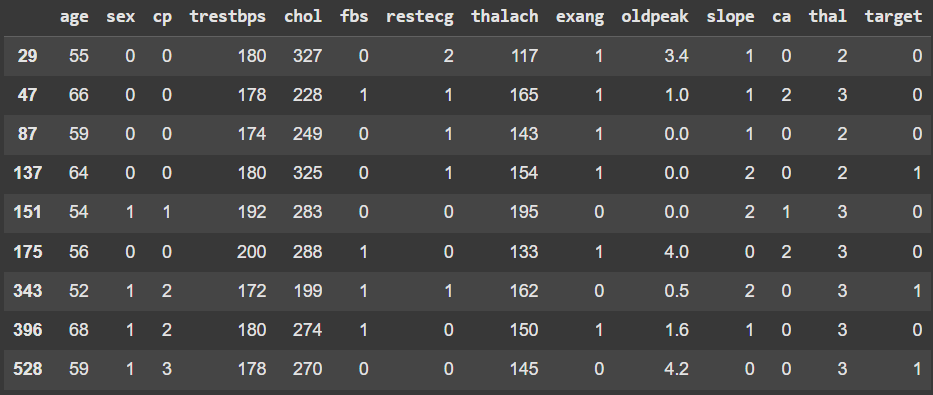 age sex cp trestbps chol fbs restecg thalach exang oldpeak slope ca thal target
29 55 0 0 180 327 0 2 117 1 3.4 1 0 2 0
47 66 0 0 178 228 1 1 165 1 1.0 1 2 3 0
87 59 0 0 174 249 0 1 143 1 0.0 1 0 2 0
137 64 0 0 180 325 0 1 154 1 0.0 2 0 2 1
151 54 1 1 192 283 0 0 195 0 0.0 2 1 3 0
175 56 0 0 200 288 1 0 133 1 4.0 0 2 3 0
343 52 1 2 172 199 1 1 162 0 0.5 2 0 3 1
396 68 1 2 180 274 1 0 150 1 1.6 1 0 3 0
528 59 1 3 178 270 0 0 145 0 4.2 0 0 3 1